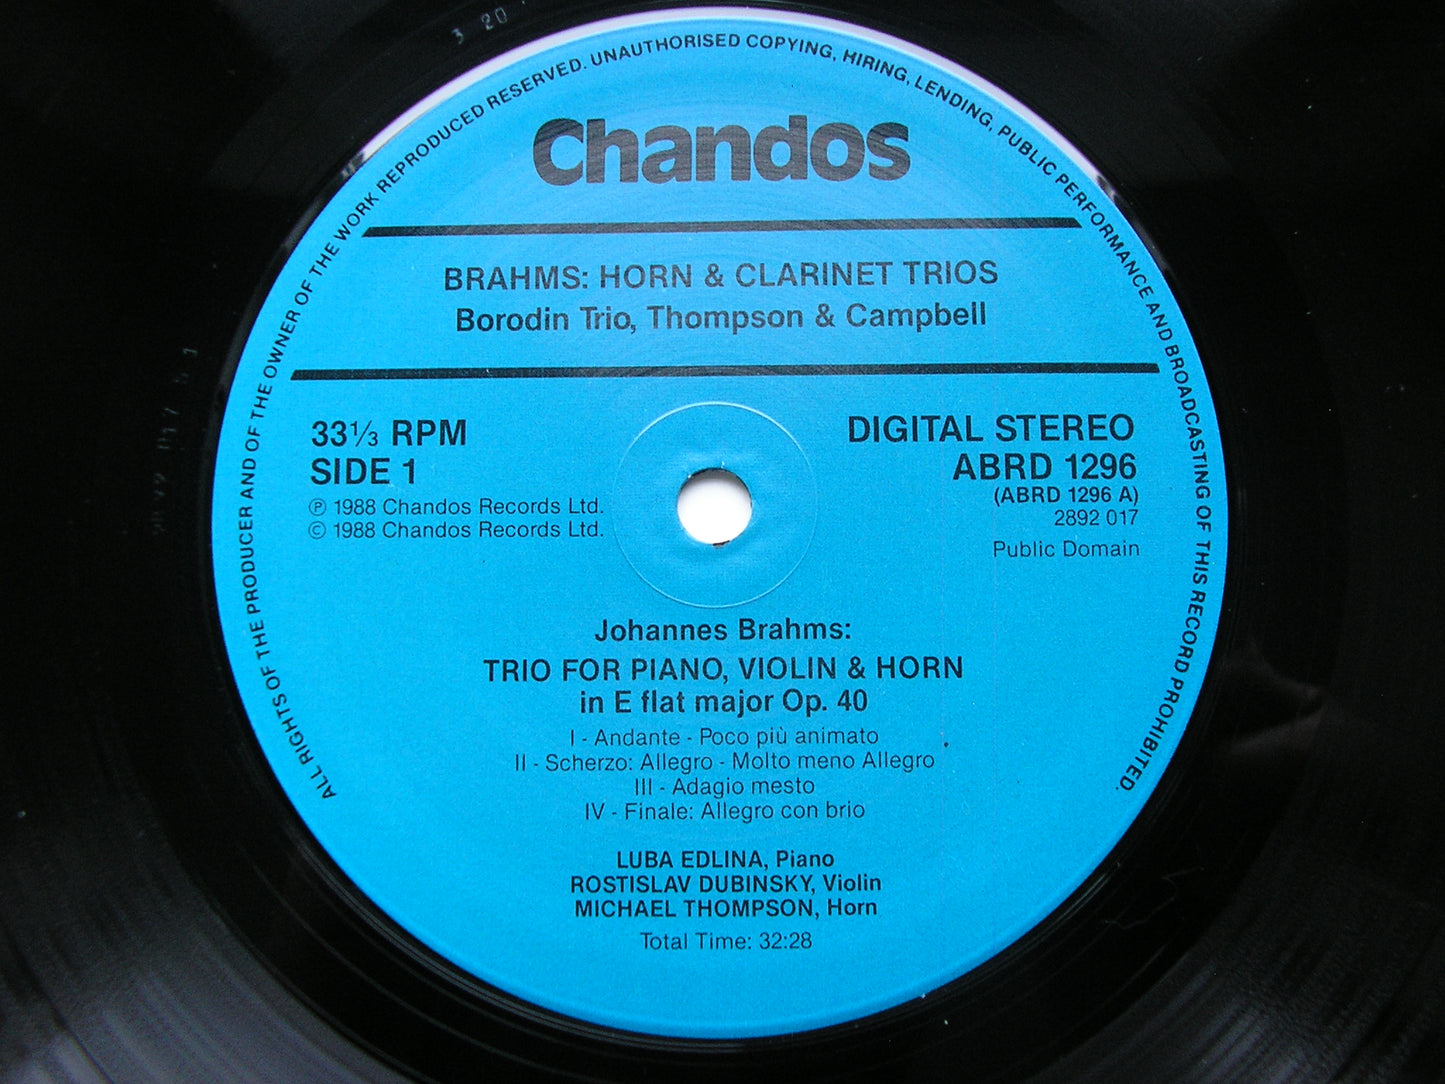 ALL RIGHTS OF THE PRODUCER AND OF THE OWNER OF THE WORK REPRODUCED RESERVED. UNAUTHORISED COPYING, HIRING, LENDING, PUBLIC PERFORMANCE AND BROADCASTING OF THIS RECORD PROHIBITED.
Chandos
BRAHMS: HORN & CLARINET TRIOS
Borodin Trio, Thompson & Campbell
33⅓ RPM
SIDE 1
℗ 1988 Chandos Records Ltd.
© 1988 Chandos Records Ltd.
DIGITAL STEREO
ABRD 1296
(ABRD 1296 A)
2892 017
Public Domain
Johannes Brahms:
TRIO FOR PIANO, VIOLIN & HORN
in E flat major Op. 40
I - Andante - Poco più animato
II - Scherzo: Allegro - Molto meno Allegro
III - Adagio mesto
IV - Finale: Allegro con brio
LUBA EDLINA, Piano
ROSTISLAV DUBINSKY, Violin
MICHAEL THOMPSON, Horn
Total Time: 32:28
3 20